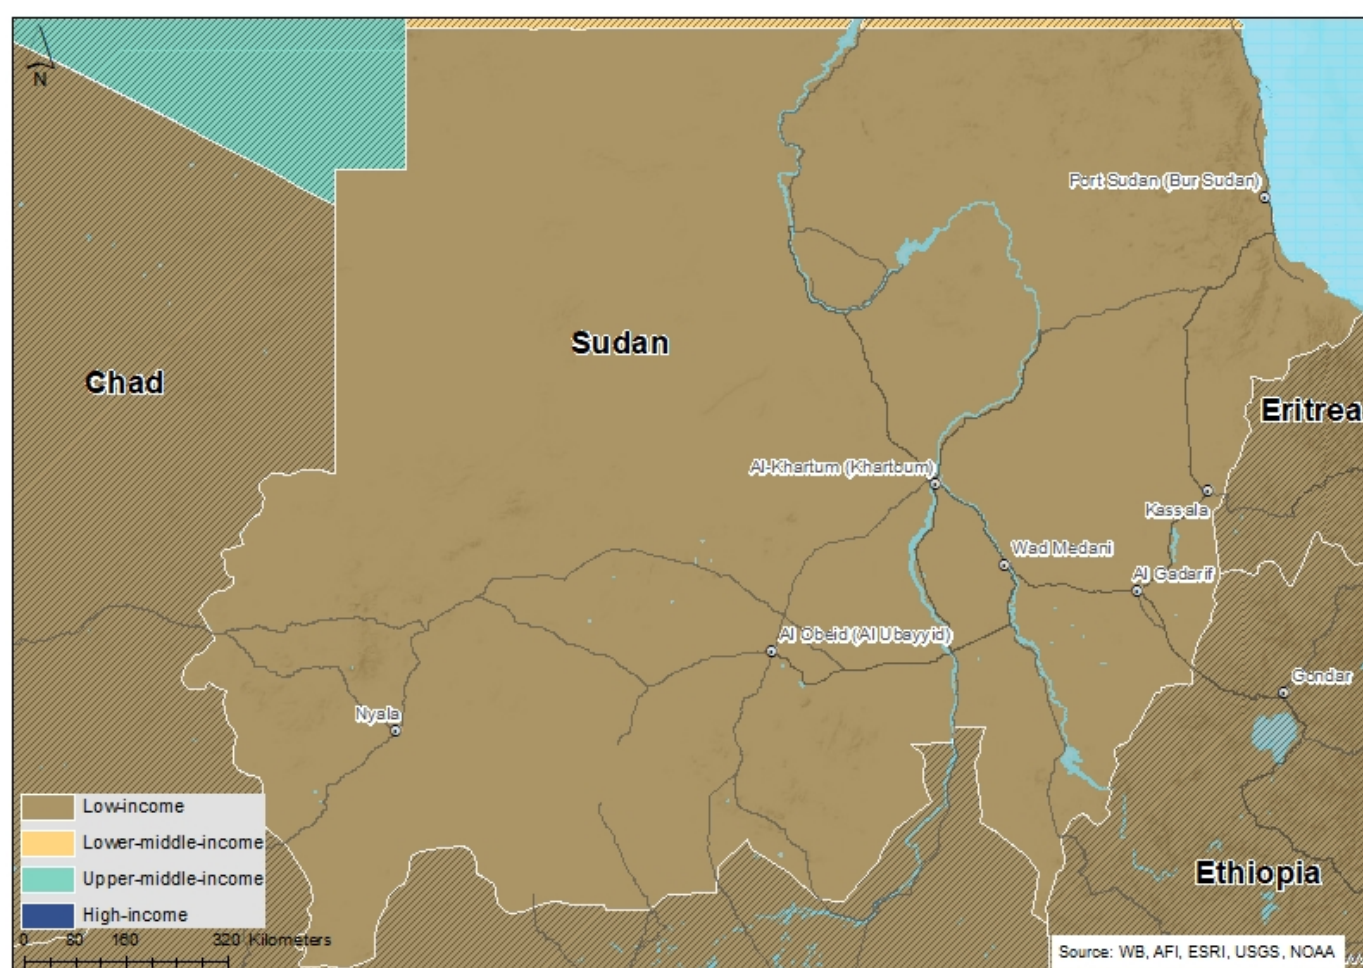 N
Port Sudan (Bur Sudan)
Sudan
Chad
Eritrea
Al-Khartum (Khartoum)
Kassala
Wad Medani
Al Gadarif
Al Obeid (Al Ubayyid)
Gondar
Nyala
Low-income
Lower-middle-income
Upper-middle-income
High-income
Ethiopia
0 80 160 320 Kilometers
Source: WB, AFI, ESRI, USGS, NOAA